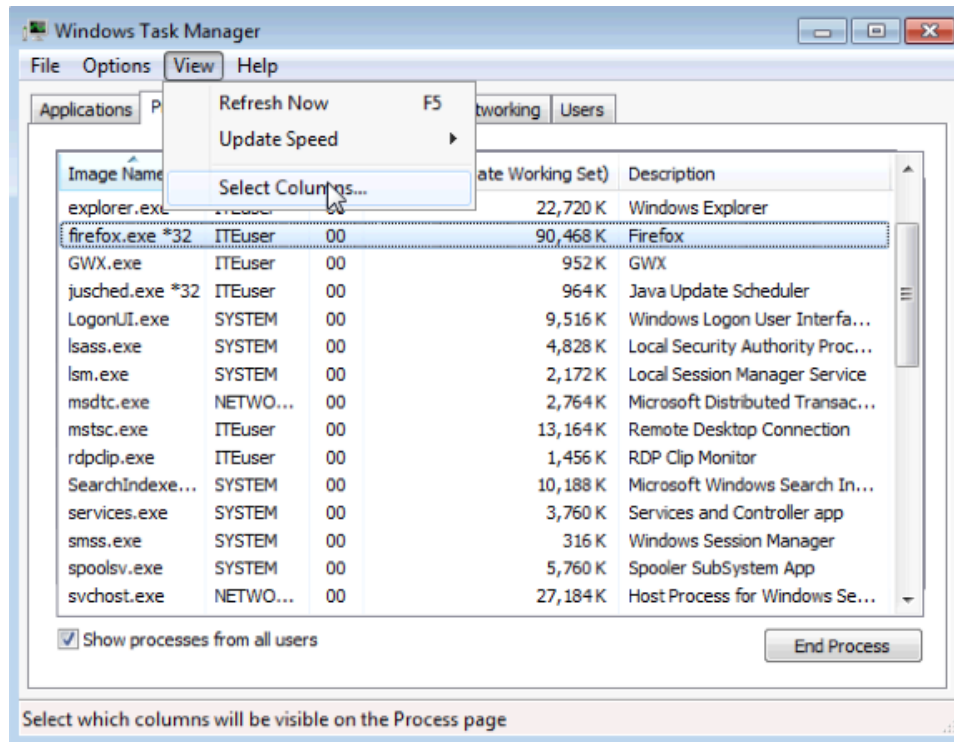 Windows Task Manager
File Options View Help
Applications P tworking Users
Refresh Now F5
Update Speed
Select Columns...
Image Name ate Working Set) Description
explorer.exe ITEuser 00 22,720 K Windows Explorer
firefox.exe *32 ITEuser 00 90,468 K Firefox
GWX.exe ITEuser 00 952 K GWX
jusched.exe *32 ITEuser 00 964 K Java Update Scheduler
LogonUI.exe SYSTEM 00 9,516 K Windows Logon User Interfa...
lsass.exe SYSTEM 00 4,828 K Local Security Authority Proc...
lsm.exe SYSTEM 00 2,172 K Local Session Manager Service
msdtc.exe NETWO... 00 2,764 K Microsoft Distributed Transac...
mstsc.exe ITEuser 00 13,164 K Remote Desktop Connection
rdpclip.exe ITEuser 00 1,456 K RDP Clip Monitor
SearchIndexe... SYSTEM 00 10,188 K Microsoft Windows Search In...
services.exe SYSTEM 00 3,760 K Services and Controller app
smss.exe SYSTEM 00 316 K Windows Session Manager
spoolsv.exe SYSTEM 00 5,760 K Spooler SubSystem App
svchost.exe NETWO... 00 27,184 K Host Process for Windows Se...
Show processes from all users
End Process
Select which columns will be visible on the Process page